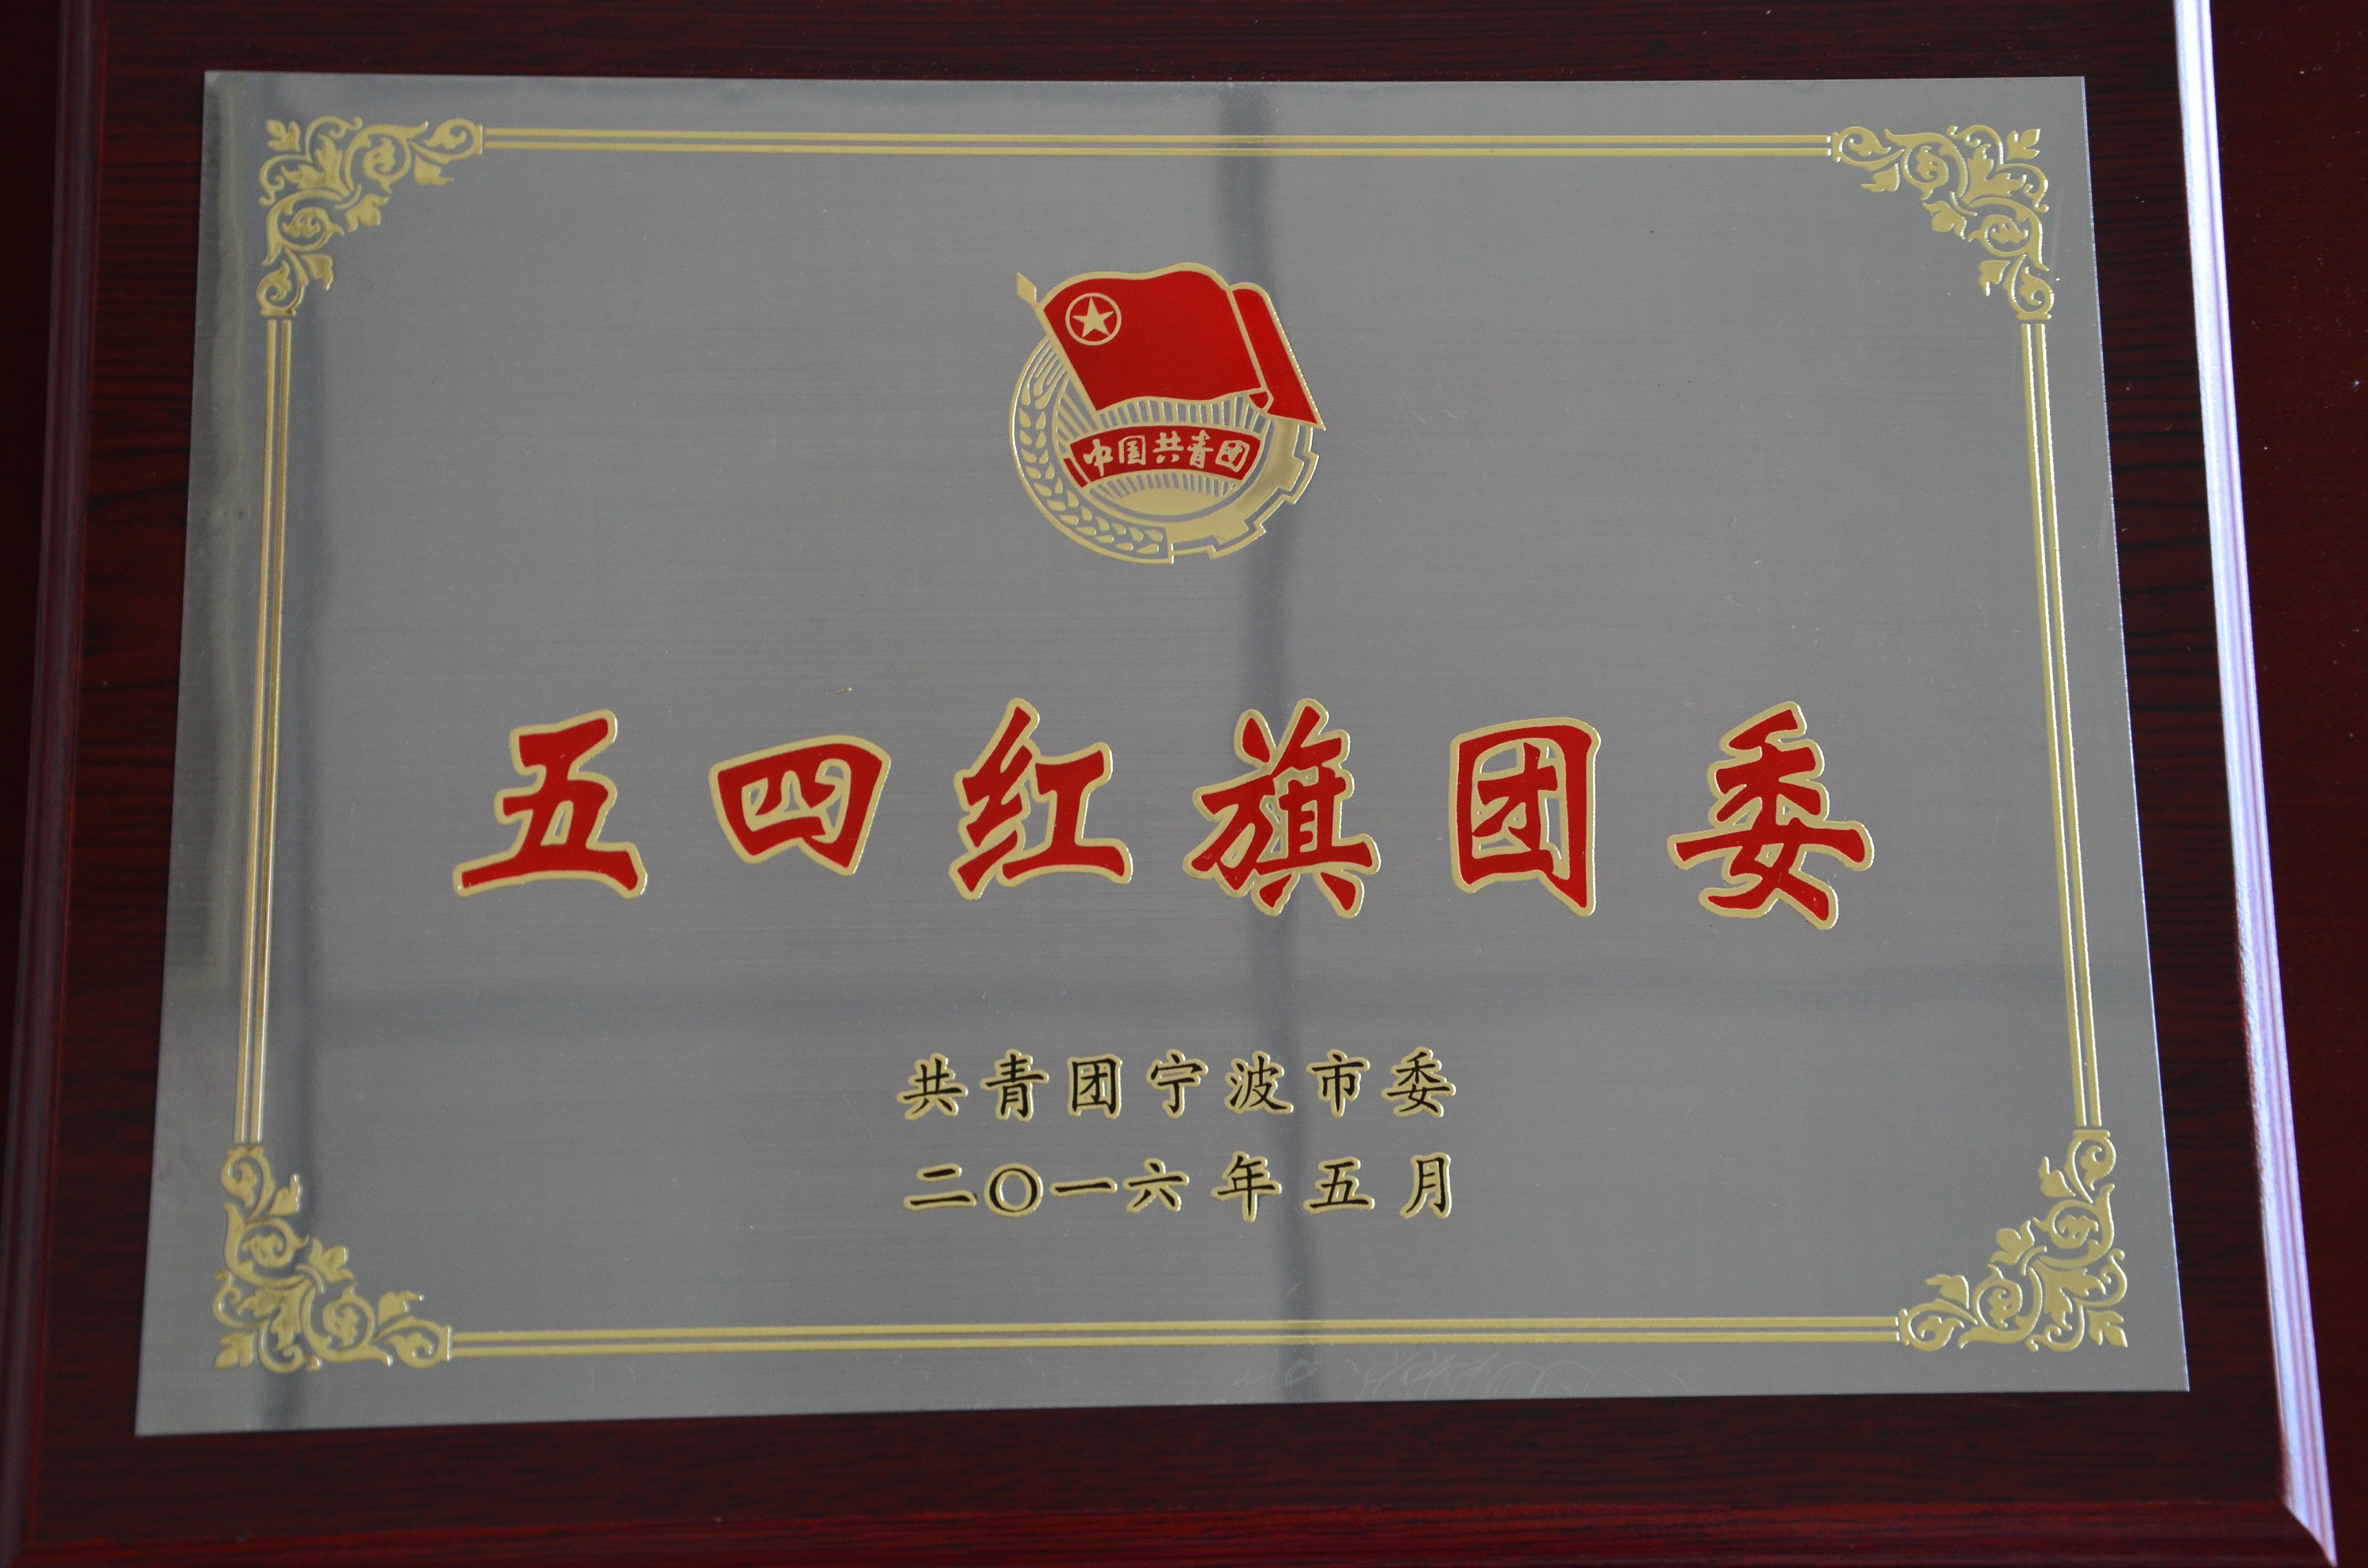 中国共青团
五四红旗团委
共青团宁波市委
二〇一六年五月